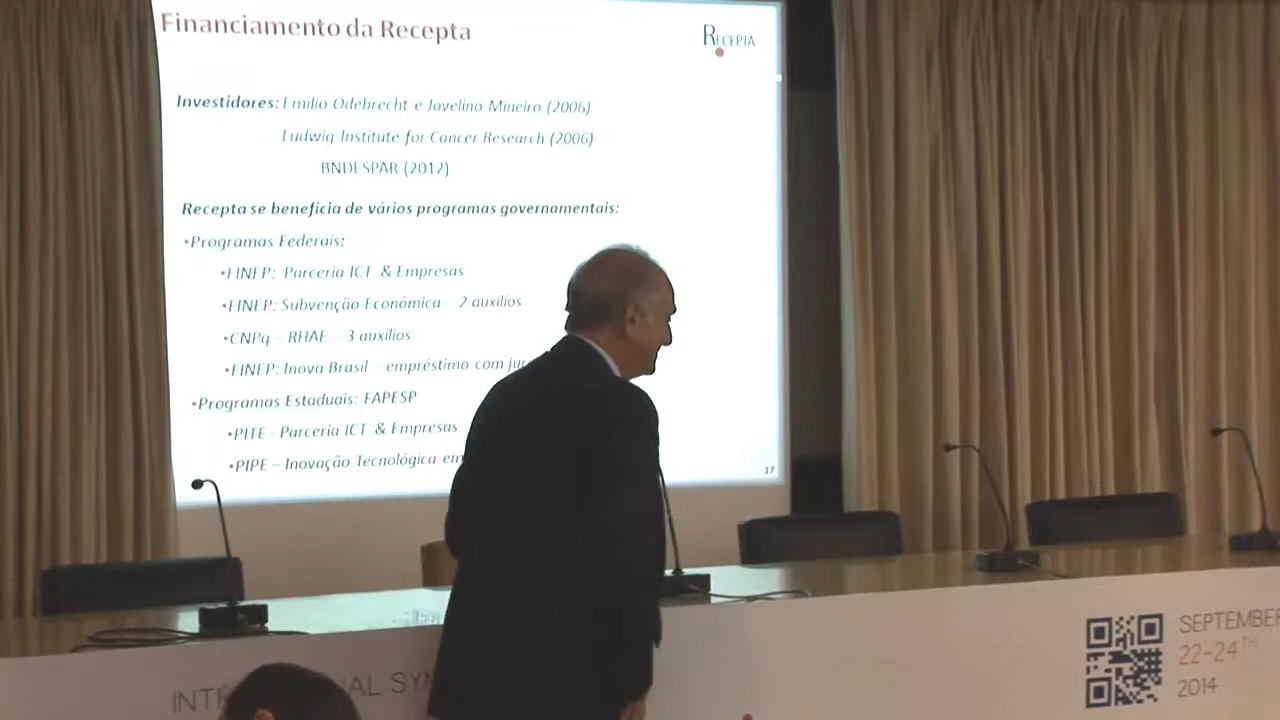 Financiamento da Recepta
RECEPTA
Investidores: Emílio Odebrecht e Jovelino Mineiro (2006)
Ludwig Institute for Cancer Research (2006)
BNDESPAR (2012)
Recepta se beneficia de vários programas governamentais:
•Programas Federais:
•FINEP: Parceria ICT & Empresas
•FINEP: Subvenção Econômica – 2 auxílios
•CNPq – RHAE – 3 auxílios
•FINEP: Inova Brasil – empréstimo com
•Programas Estaduais: FAPESP
•PITE - Parceria ICT & Empresas
•PIPE – Inovação Tecnológica em
17
SEPTEMBER
22-24TH
2014